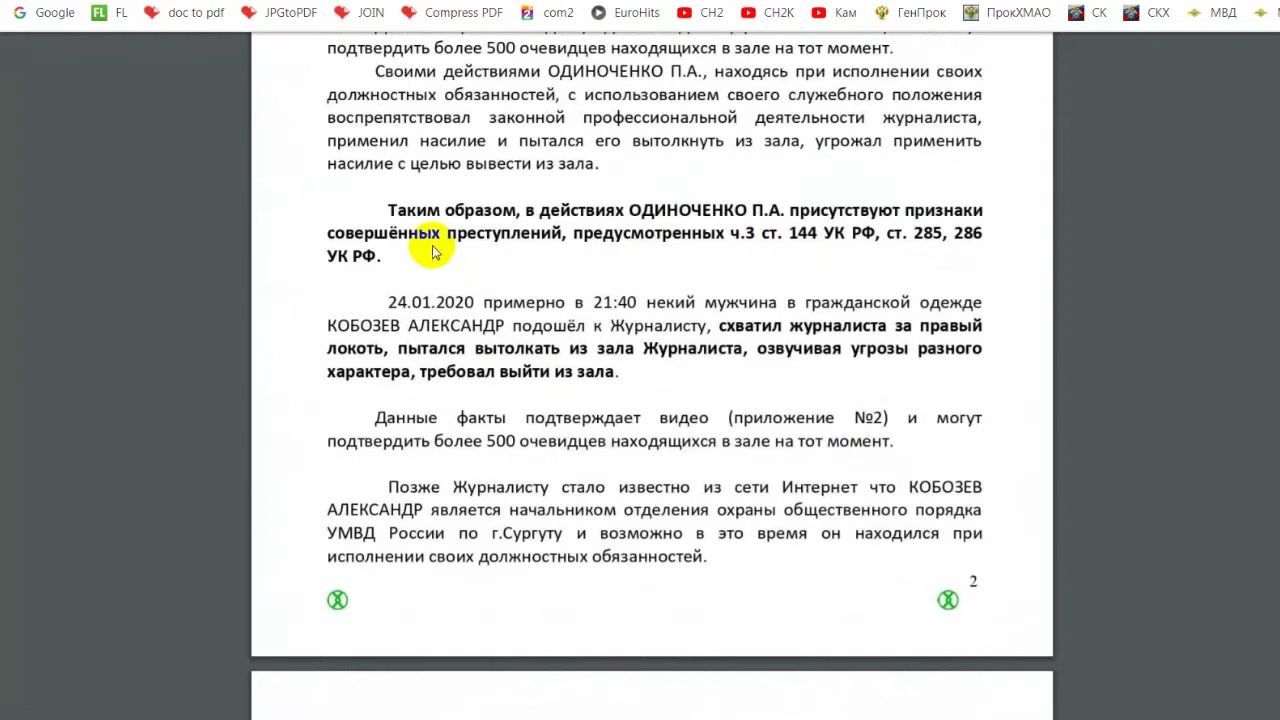 Google FL doc to pdf JPGtoPDF JOIN Compress PDF com2 EuroHits CH2 CH2K Кам ГенПрок ПрокХМАО СК СКХ МВД
подтвердить более 500 очевидцев находящихся в зале на тот момент.
Своими действиями ОДИНОЧЕНКО П.А., находясь при исполнении своих
должностных обязанностей, с использованием своего служебного положения
воспрепятствовал законной профессиональной деятельности журналиста,
применил насилие и пытался его вытолкнуть из зала, угрожал применить
насилие с целью вывести из зала.
Таким образом, в действиях ОДИНОЧЕНКО П.А. присутствуют признаки
совершённых преступлений, предусмотренных ч.3 ст. 144 УК РФ, ст. 285, 286
УК РФ.
24.01.2020 примерно в 21:40 некий мужчина в гражданской одежде
КОБОЗЕВ АЛЕКСАНДР подошёл к Журналисту, схватил журналиста за правый
локоть, пытался вытолкать из зала Журналиста, озвучивая угрозы разного
характера, требовал выйти из зала.
Данные факты подтверждает видео (приложение №2) и могут
подтвердить более 500 очевидцев находящихся в зале на тот момент.
Позже Журналисту стало известно из сети Интернет что КОБОЗЕВ
АЛЕКСАНДР является начальником отделения охраны общественного порядка
УМВД России по г.Сургуту и возможно в это время он находился при
исполнении своих должностных обязанностей.
2